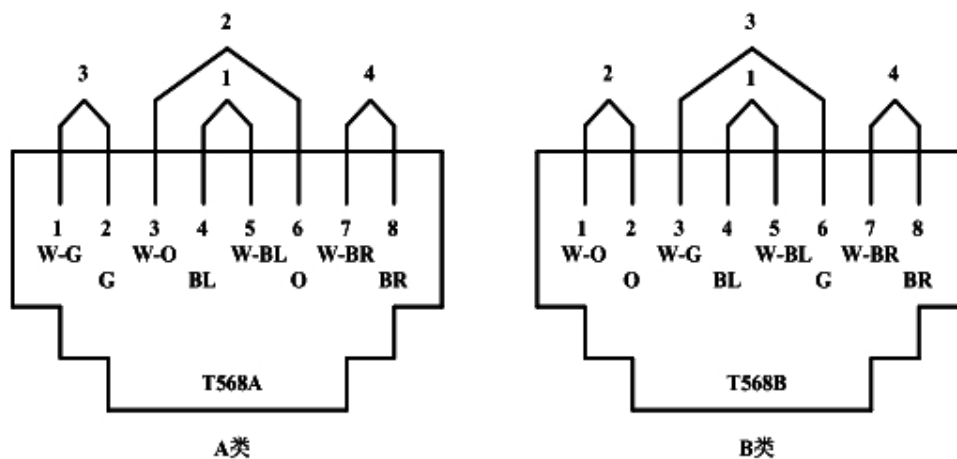 2
3
1
4
1 2 3 4 5 6 7 8
W-G W-O W-BL W-BR
G BL O BR
T568A
A类
3
2
1
4
1 2 3 4 5 6 7 8
W-O W-G W-BL W-BR
O BL G BR
T568B
B类